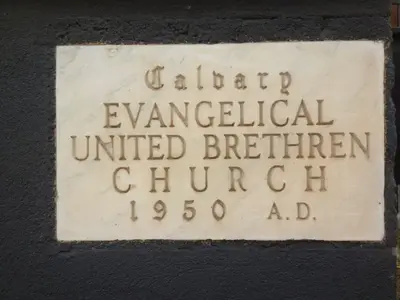 Calvary
EVANGELICAL
UNITED BRETHREN
CHURCH
1950 A.D.